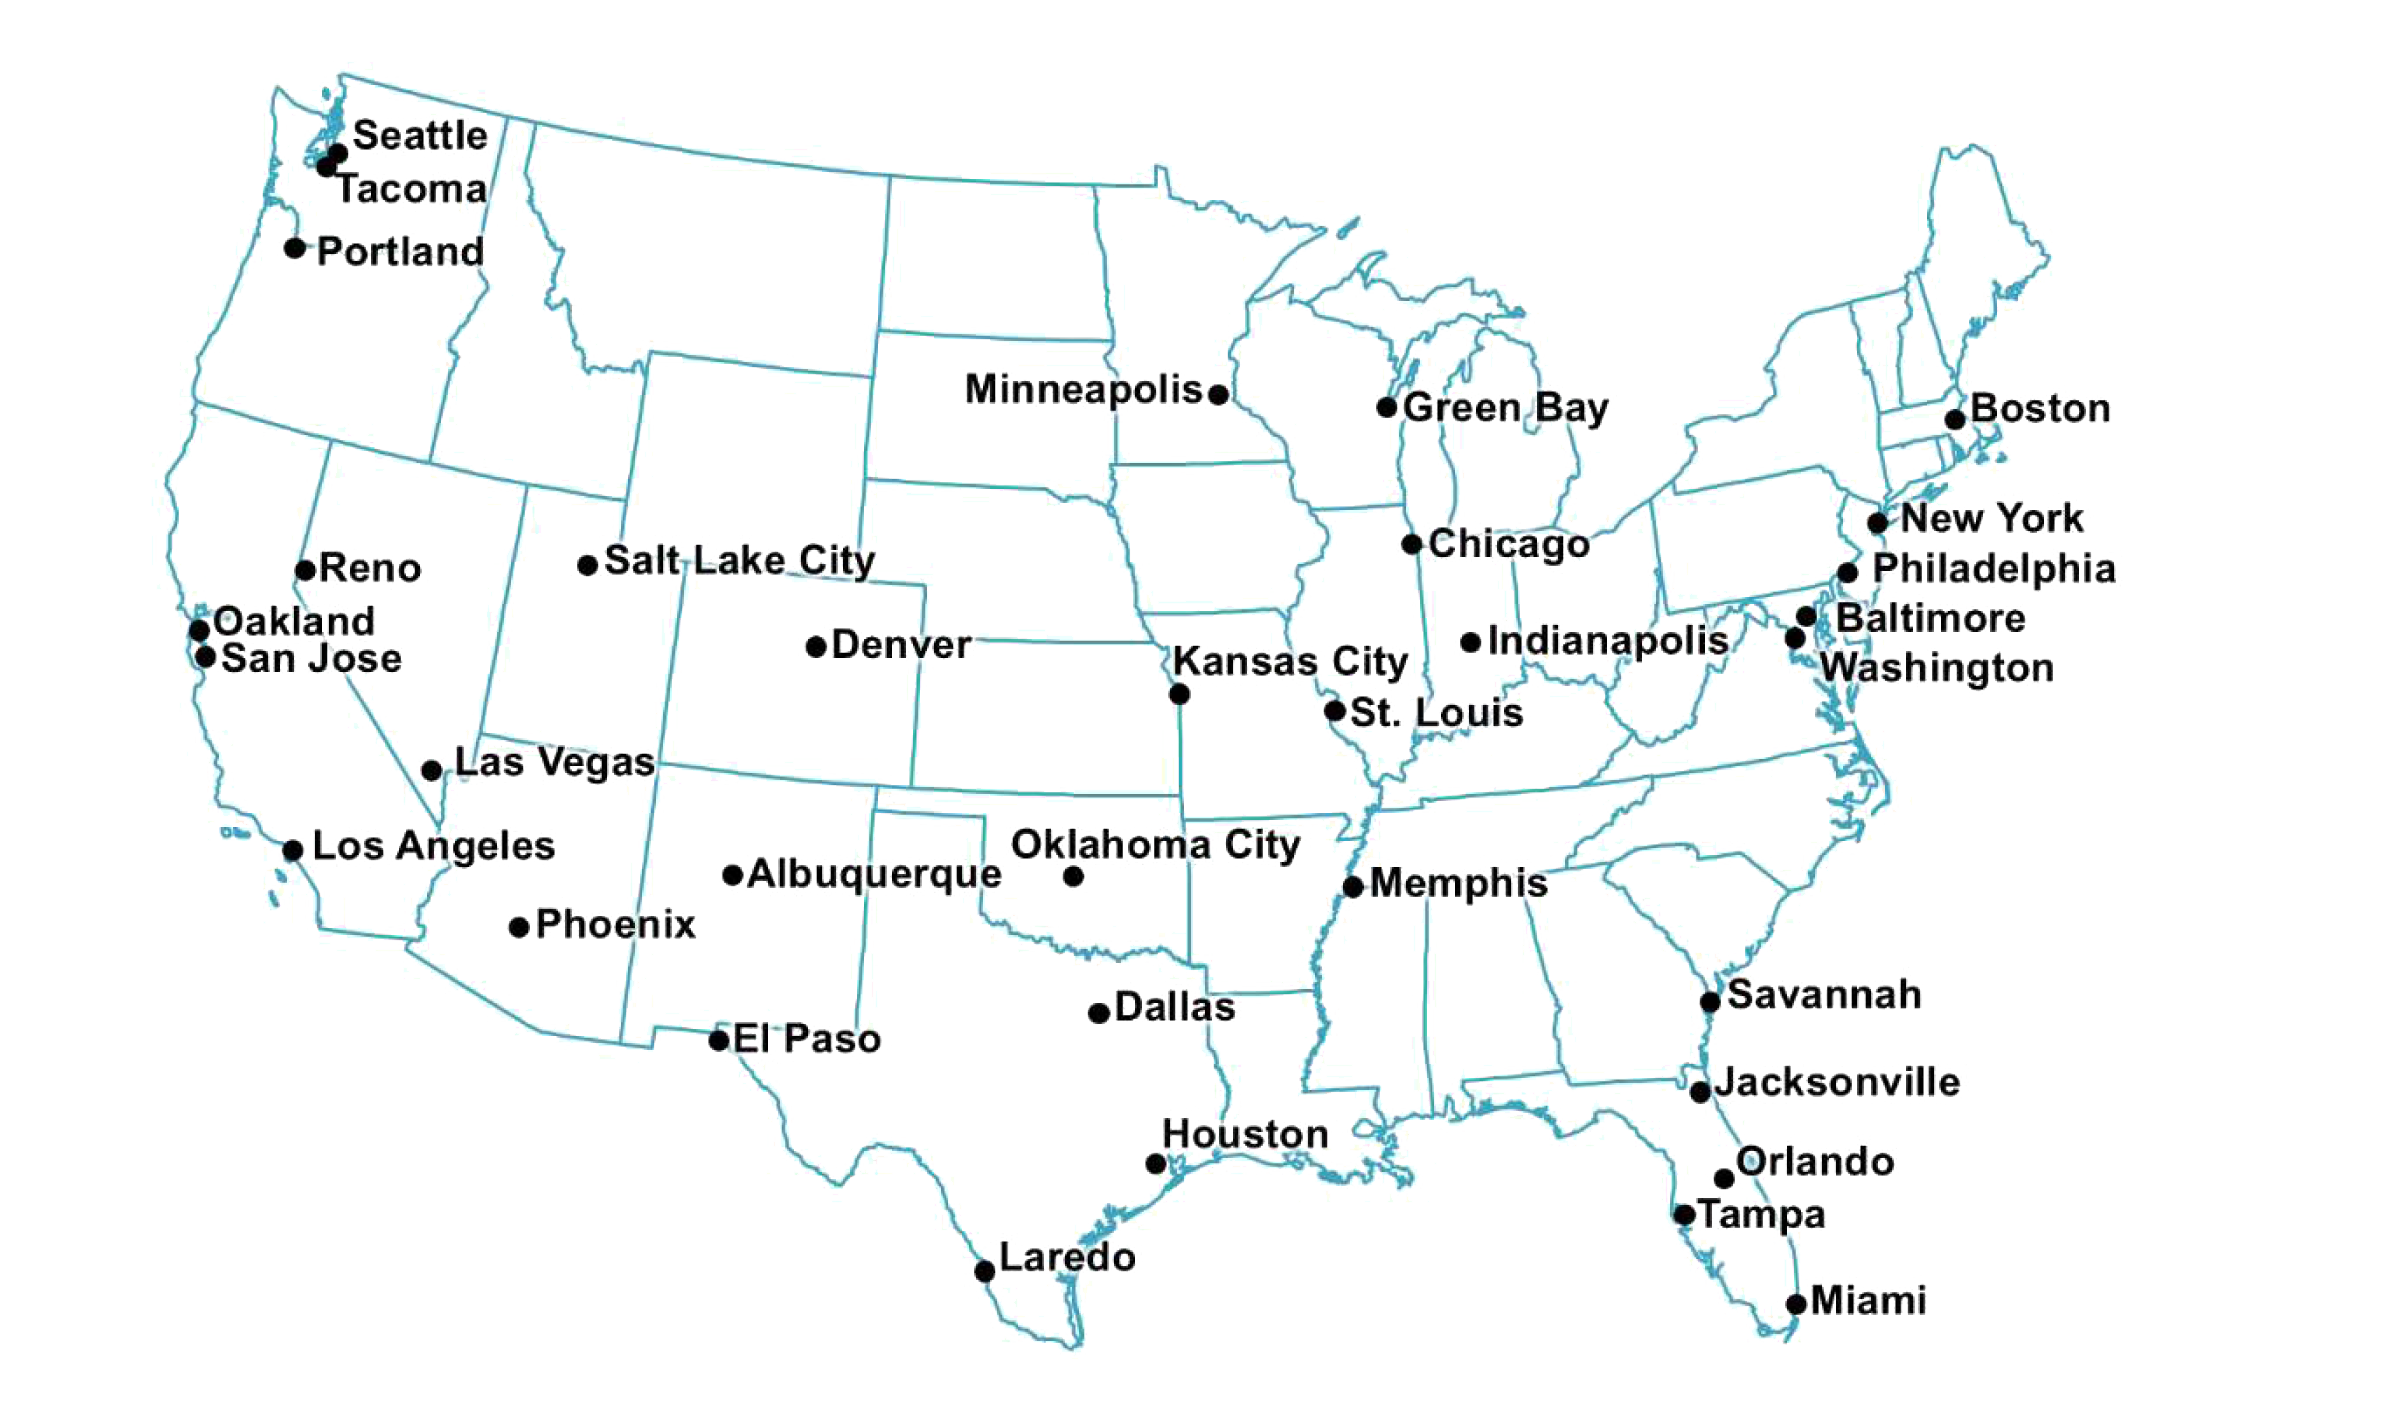 Seattle
Tacoma
Portland
Minneapolis
Green Bay
Boston
New York
Chicago
Reno
Salt Lake City
Philadelphia
Oakland
Baltimore
San Jose
Denver
Indianapolis
Kansas City
Washington
St. Louis
Las Vegas
Los Angeles
Oklahoma City
Albuquerque
Memphis
Phoenix
Savannah
Dallas
El Paso
Jacksonville
Houston
Orlando
Tampa
Laredo
Miami